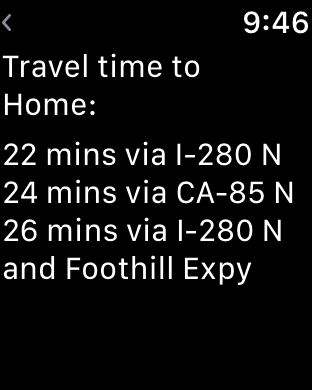 9:46
Travel time to
Home:
22 mins via I-280 N
24 mins via CA-85 N
26 mins via I-280 N
and Foothill Expy